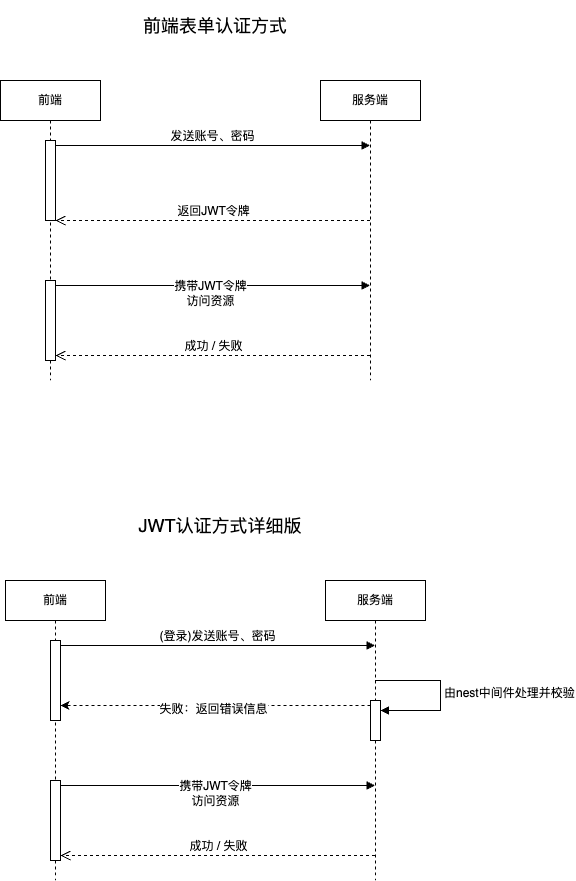 前端表单认证方式
前端
服务端
发送账号、密码
返回JWT令牌
携带JWT令牌
访问资源
成功 / 失败
JWT认证方式详细版
前端
服务端
(登录)发送账号、密码
由nest中间件处理并校验
失败：返回错误信息
携带JWT令牌
访问资源
成功 / 失败